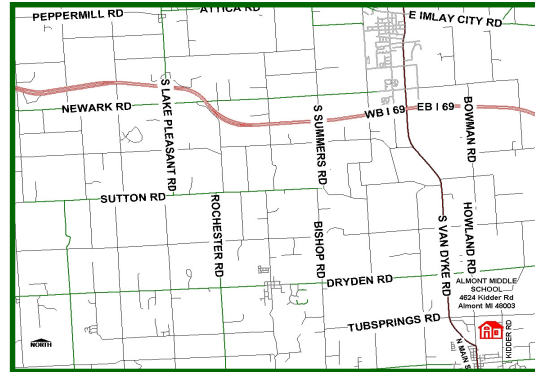 PEPPERMILL RD
ATTICA RD
E IMLAY CITY RD
S LAKE PLEASANT RD
NEWARK RD
S SUMMERS RD
WB I 69
EB I 69
BOWMAN RD
SUTTON RD
ROCHESTER RD
BISHOP RD
S VAN DYKE RD
HOWLAND RD
DRYDEN RD
ALMONT MIDDLE
SCHOOL
4624 Kidder Rd
Almont MI 48003
TUBSPRINGS RD
KIDDER RD
N MAIN S
NORTH